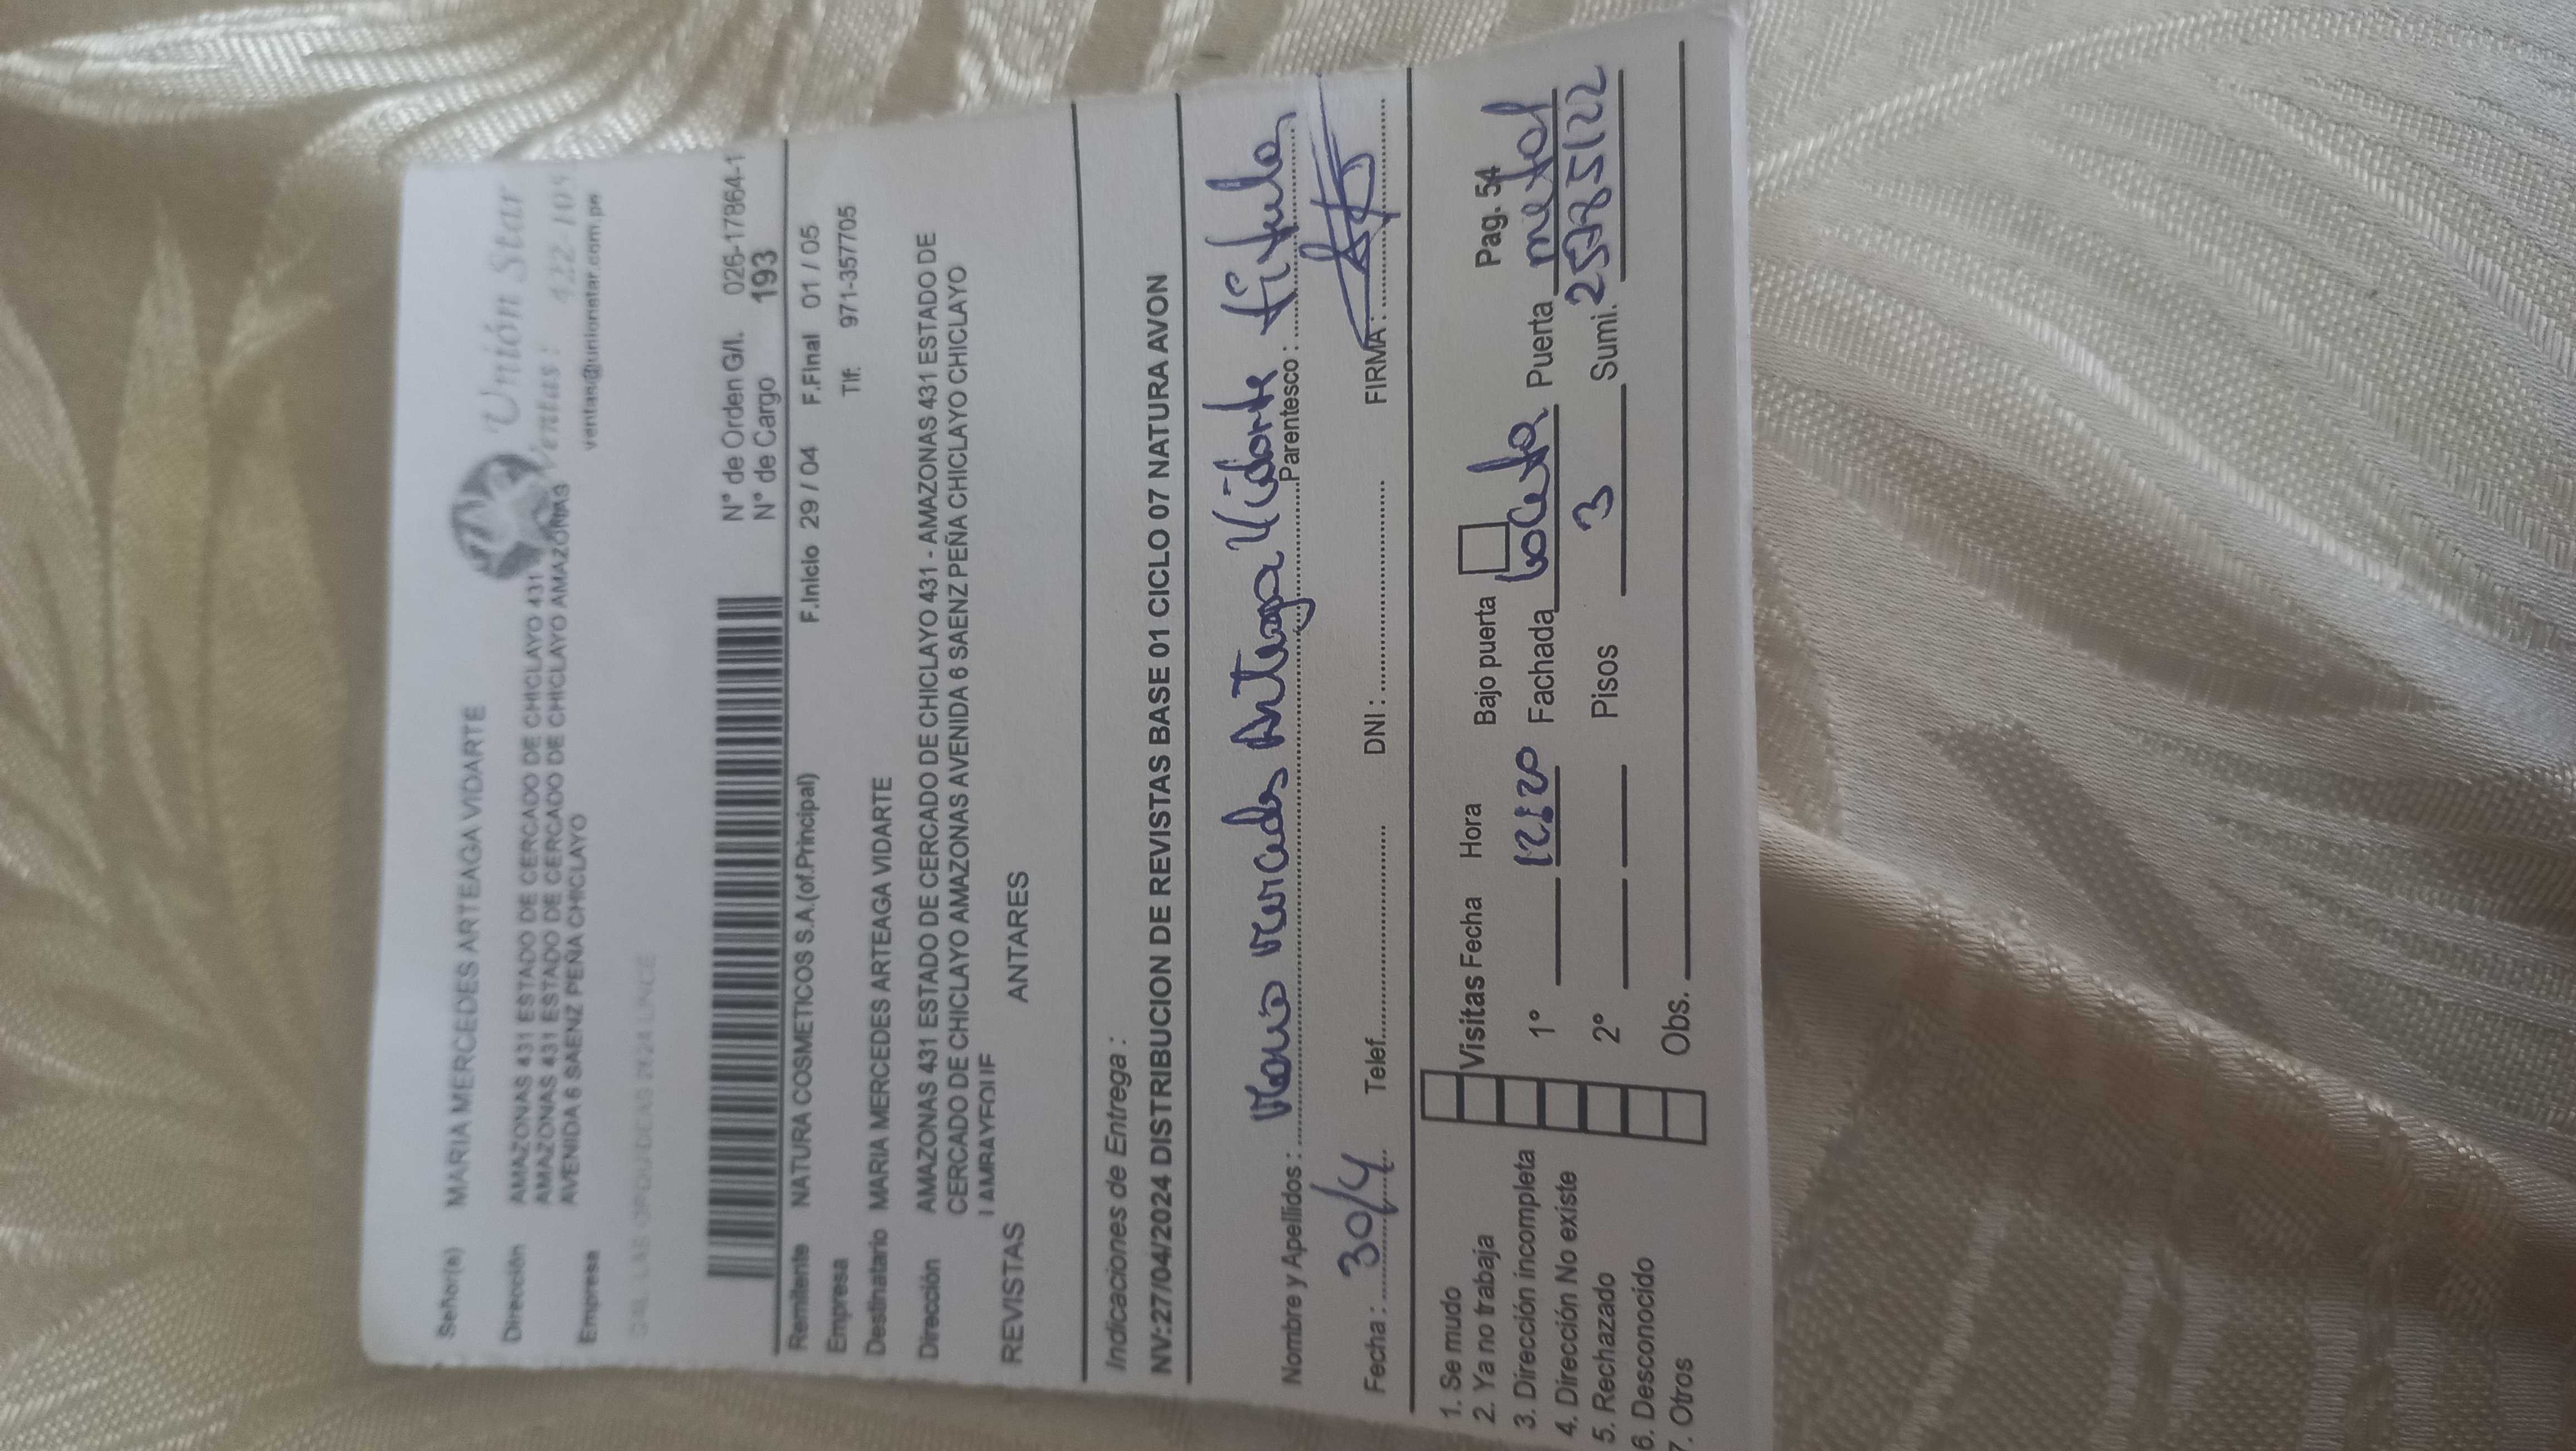 Señor(a) MARIA MERCEDES ARTEAGA VIDARTE
Unión Star
Ventas: 422-10
ventas@unionstar.com.pe
Dirección AMAZONAS 431 ESTADO DE CERCADO DE CHICLAYO 431
AMAZONAS 431 ESTADO DE CERCADO DE CHICLAYO AMAZONAS
AVENIDA 6 SAENZ PEÑA CHICLAYO
Empresa
N° de Orden G/I. 026-17864-1
N° de Cargo 193
Remitente NATURA COSMETICOS S.A.(of.Principal) F.Inicio 29 / 04 F.Final 01 / 05
Empresa Tlf: 971-357705
Destinatario MARIA MERCEDES ARTEAGA VIDARTE
Dirección AMAZONAS 431 ESTADO DE CERCADO DE CHICLAYO 431 - AMAZONAS 431 ESTADO DE
CERCADO DE CHICLAYO AMAZONAS AVENIDA 6 SAENZ PEÑA CHICLAYO CHICLAYO
REVISTAS ANTARES
Indicaciones de Entrega :
NV:27/04/2024 DISTRIBUCION DE REVISTAS BASE 01 CICLO 07 NATURA AVON
Nombre y Apellidos : Maria Mercedes Arteaga Vidarte Parentesco : titular
Fecha : 30/4 Telef. DNI : FIRMA :
1. Se mudo
2. Ya no trabaja
3. Dirección incompleta
4. Dirección No existe
5. Rechazado
6. Desconocido
7. Otros
Visitas Fecha Hora Bajo puerta Pag. 54
1° 12:20 Fachada Puerta metal
2° Pisos 3 Sumi. 25785122
Obs.